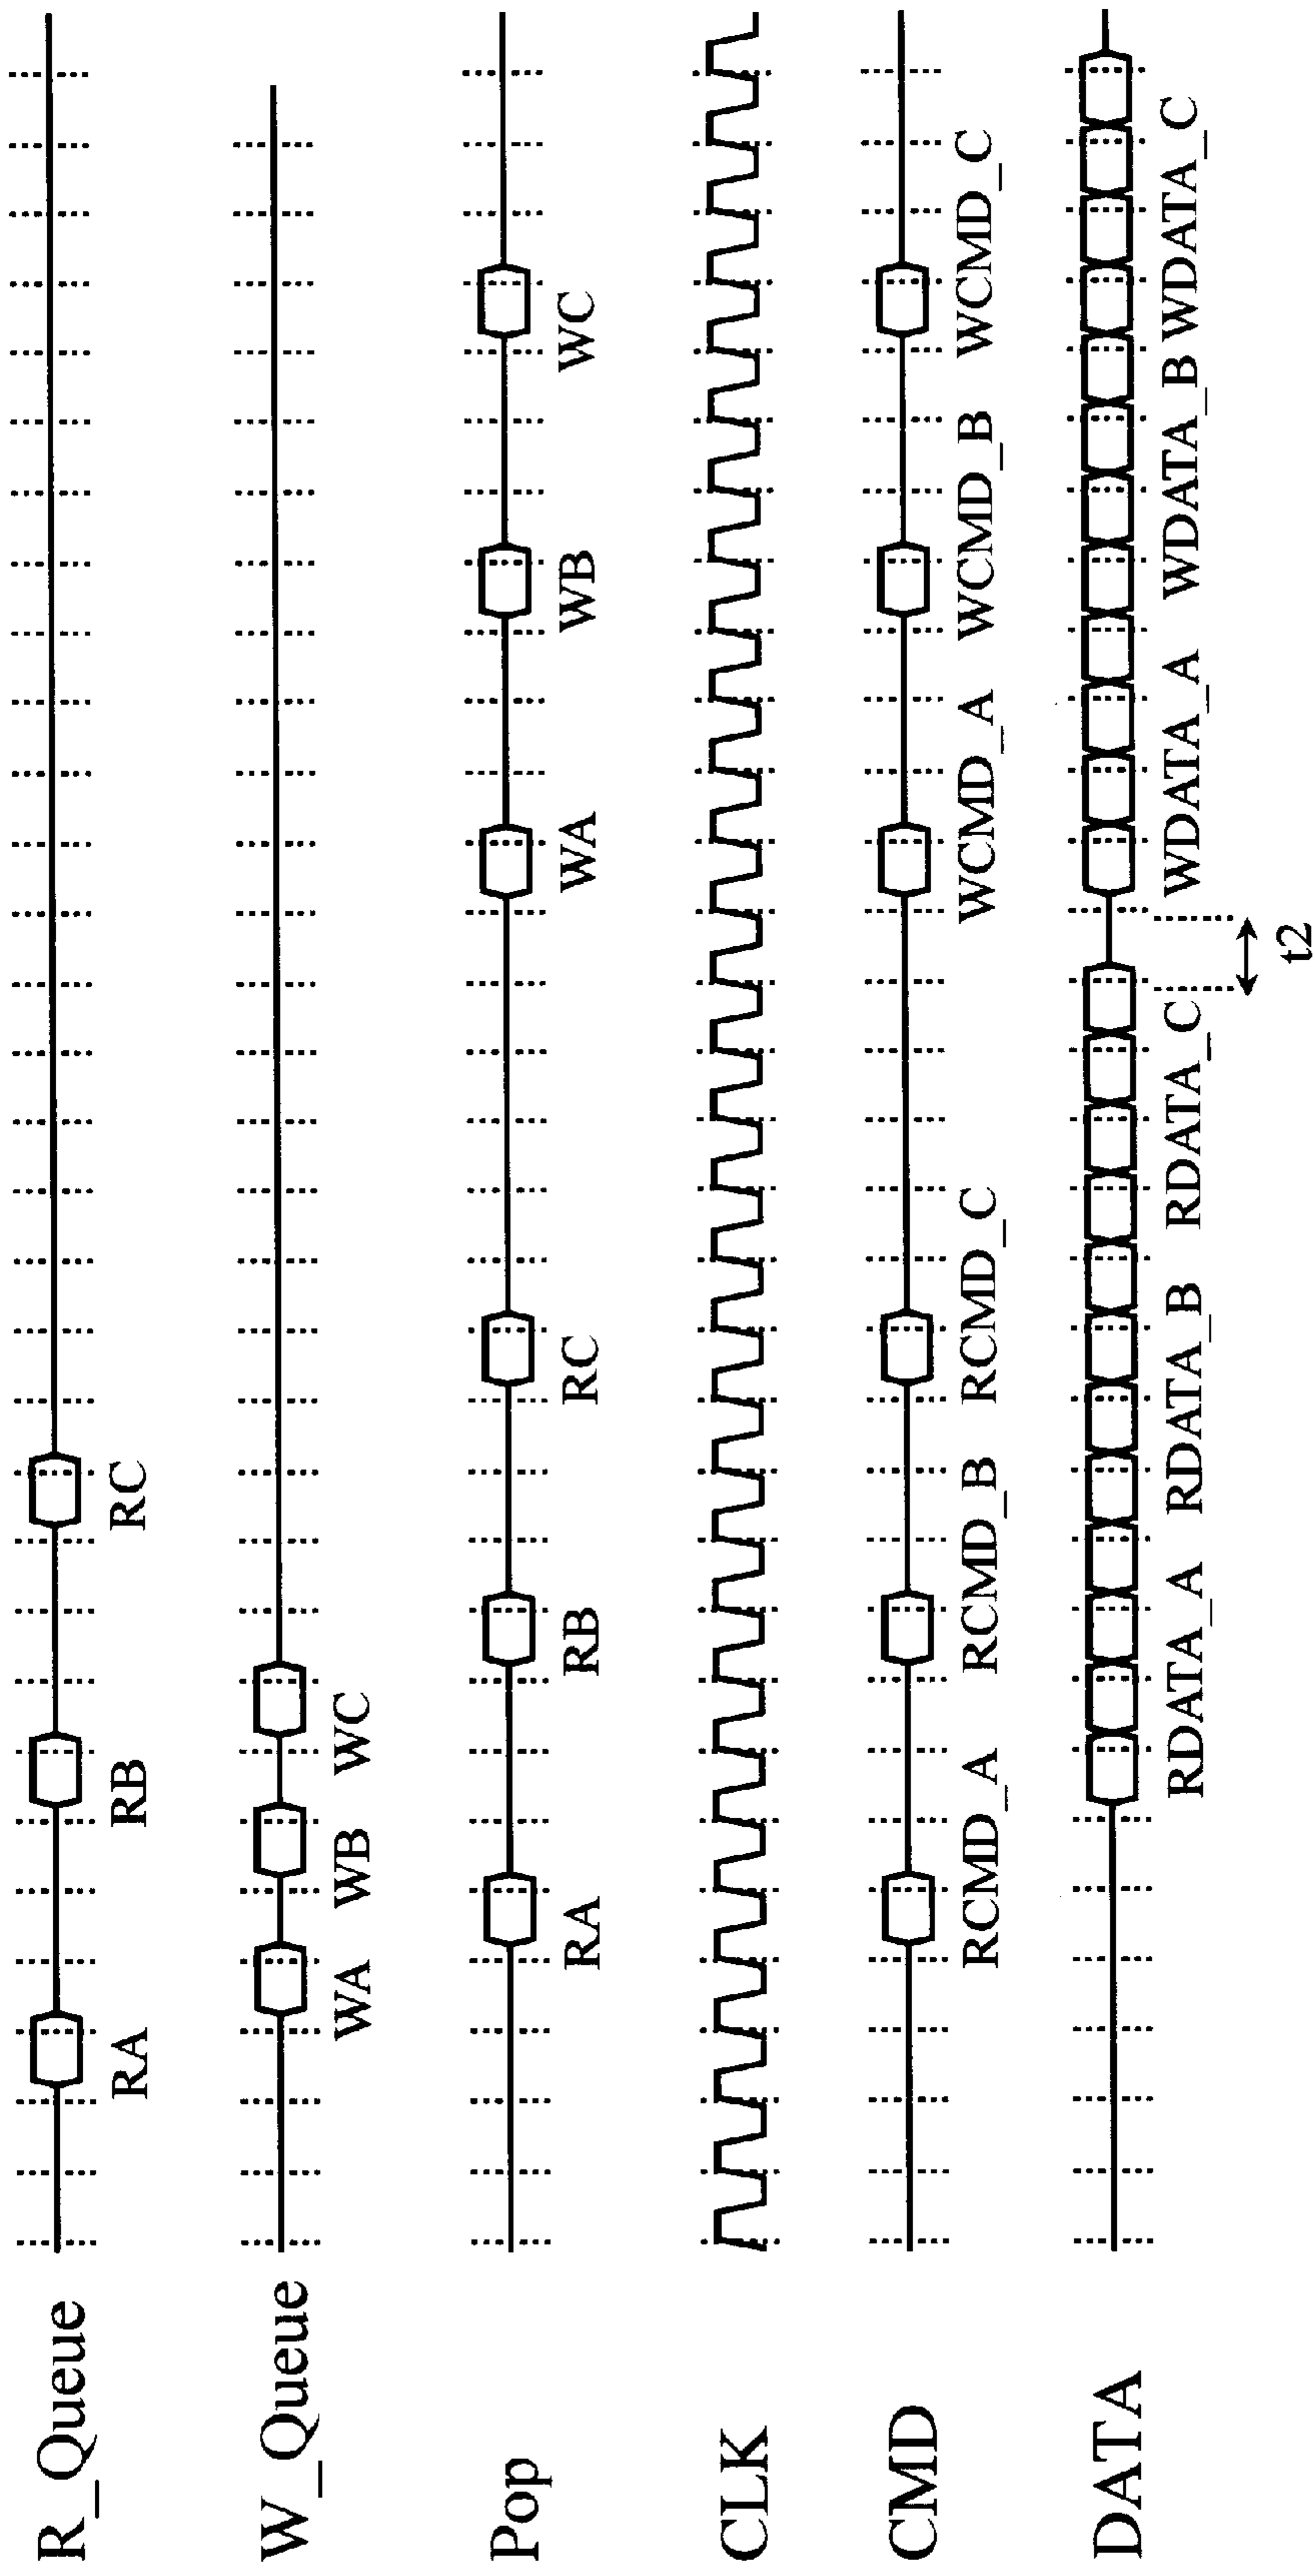 R_Queue
RA RB RC
W_Queue
WA WB WC
Pop
RA RB RC WA WB WC
CLK
CMD
RCMD_A RCMD_B RCMD_C WCMD_A WCMD_B WCMD_C
DATA
RDATA_A RDATA_B RDATA_C WDATA_A WDATA_B WDATA_C
t2